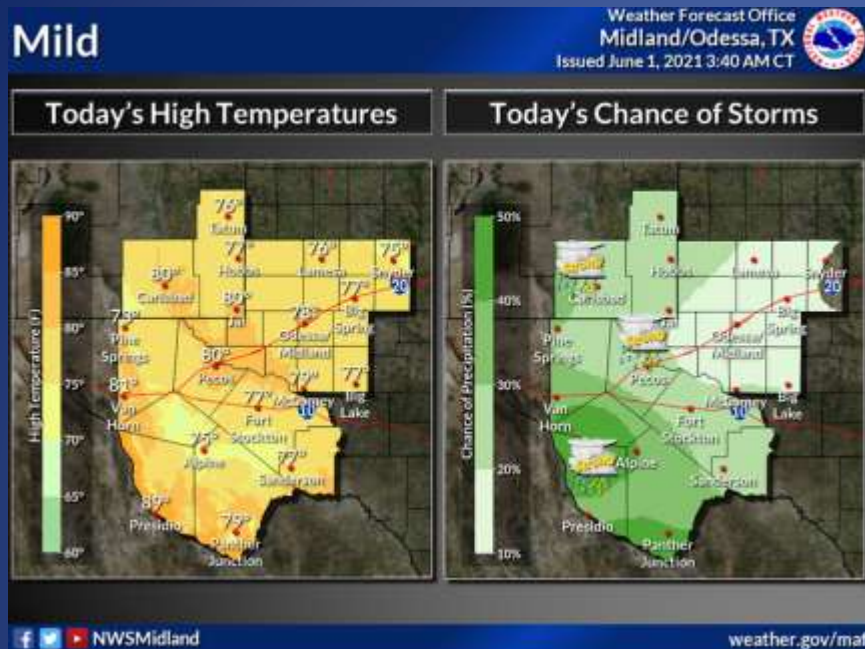 Mild
Weather Forecast Office
Midland/Odessa,TX
Issued June 1, 2021 3:40 AM CT
Today's High Temperatures
Today's Chance of Storms
High Temperature (F)
90°
85°
80°
75°
70°
65°
60°
76°
Tatum
77°
Hobbs
76°
Lamesa
75°
Snyder
80°
Carlsbad
80°
Jal
77°
Big
Spring
20
78°
Odessa/
Midland
Pine
Springs
80°
Pecos
81°
Van
Horn
77°
Fort
Stockton
McCamey
10
77°
Big
Lake
75°
Alpine
77°
Sanderson
89°
Presidio
79°
Panther
Junction
Chance of Precipitation (%)
50%
40%
30%
20%
10%
Tatum
Hobbs
Lamesa
Snyder
20
Carlsbad
Jal
Big
Spring
Odessa/
Midland
Pine
Springs
Pecos
Van
Horn
Fort
Stockton
McCamey
10
Big
Lake
Alpine
Sanderson
Presidio
Panther
Junction
NWSMidland
weather.gov/maf